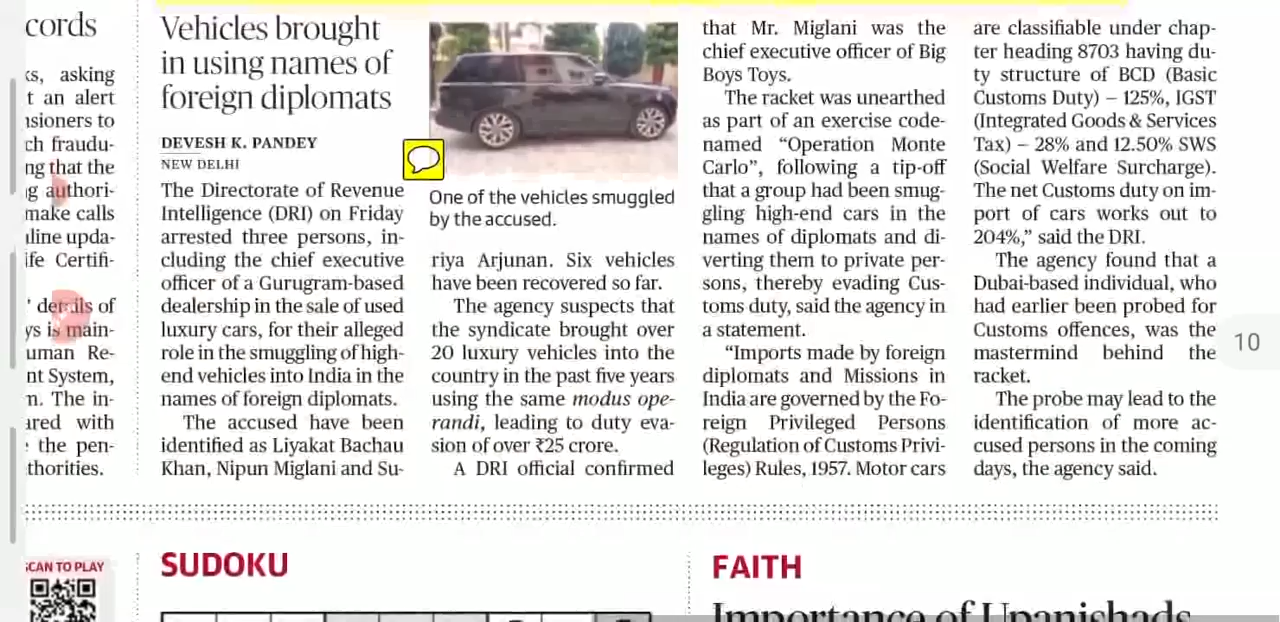 cords
ks, asking
t an alert
nsioners to
ch fraudu-
ng that the
ng authori-
make calls
nline upda-
ife Certifi-
details of
ys is main-
uman Re-
nt System,
n. The in-
ared with
the pen-
thorities.
SCAN TO PLAY
Vehicles brought
in using names of
foreign diplomats
DEVESH K. PANDEY
NEW DELHI
The Directorate of Revenue
Intelligence (DRI) on Friday
arrested three persons, in-
cluding the chief executive
officer of a Gurugram-based
dealership in the sale of used
luxury cars, for their alleged
role in the smuggling of high-
end vehicles into India in the
names of foreign diplomats.
The accused have been
identified as Liyakat Bachau
Khan, Nipun Miglani and Su-
One of the vehicles smuggled
by the accused.
riya Arjunan. Six vehicles
have been recovered so far.
The agency suspects that
the syndicate brought over
20 luxury vehicles into the
country in the past five years
using the same modus ope-
randi, leading to duty eva-
sion of over ₹25 crore.
A DRI official confirmed
that Mr. Miglani was the
chief executive officer of Big
Boys Toys.
The racket was unearthed
as part of an exercise code-
named “Operation Monte
Carlo”, following a tip-off
that a group had been smug-
gling high-end cars in the
names of diplomats and di-
verting them to private per-
sons, thereby evading Cus-
toms duty, said the agency in
a statement.
“Imports made by foreign
diplomats and Missions in
India are governed by the Fo-
reign Privileged Persons
(Regulation of Customs Privi-
leges) Rules, 1957. Motor cars
are classifiable under chap-
ter heading 8703 having du-
ty structure of BCD (Basic
Customs Duty) – 125%, IGST
(Integrated Goods & Services
Tax) – 28% and 12.50% SWS
(Social Welfare Surcharge).
The net Customs duty on im-
port of cars works out to
204%,” said the DRI.
The agency found that a
Dubai-based individual, who
had earlier been probed for
Customs offences, was the
mastermind behind the
racket.
The probe may lead to the
identification of more ac-
cused persons in the coming
days, the agency said.
10
SUDOKU
FAITH
Importance of Upanishads